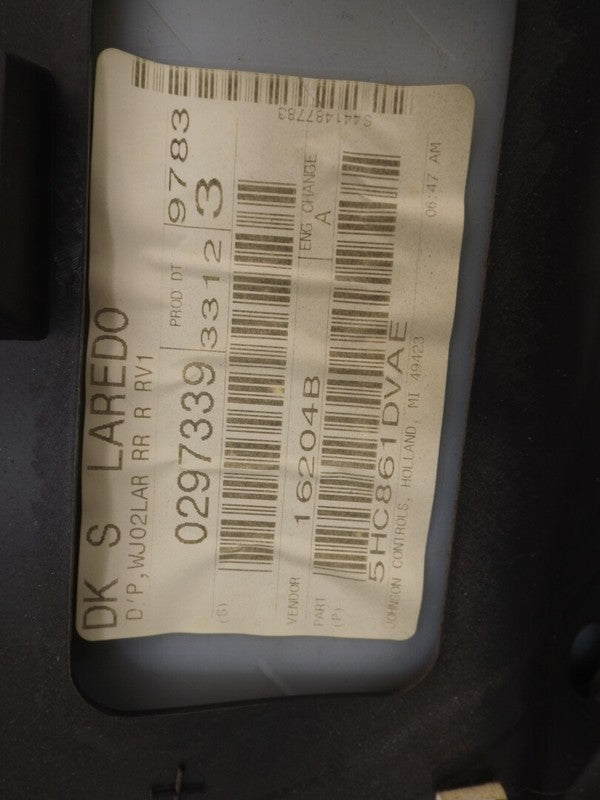 DK S LAREDO
D'P,WJ02LAR RR R RV1
0297339
PROD DT
3312
9783
3
(S)
VENDOR
16204B
ENG CHANGE
A
PART
(P)
5HC861DVAE
JOHNSON CONTROLS, HOLLAND, MI 49423
06:47 AM
S441487783